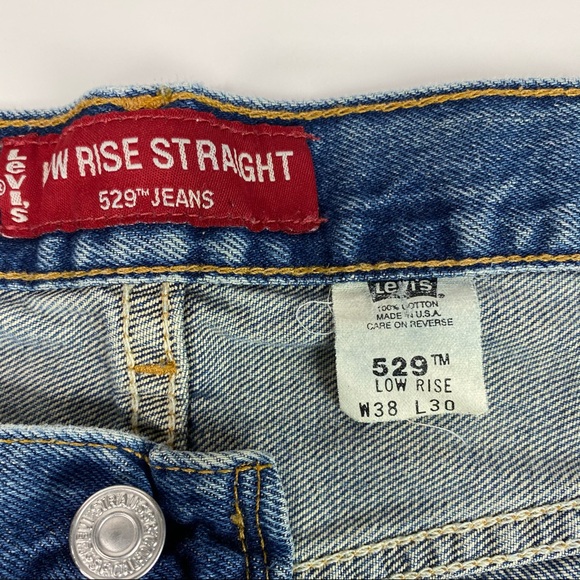 LEVI'S
W RISE STRAIGHT
529™ JEANS
Levi's
100% COTTON
MADE IN U.S.A.
CARE ON REVERSE
529™
LOW RISE
W38 L30